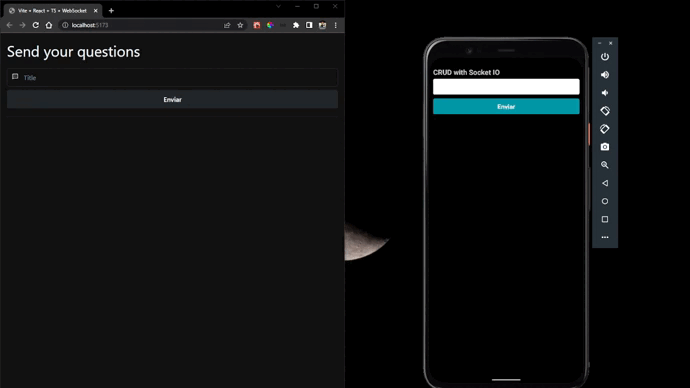 Vite + React + TS + WebSocket
localhost:5173
Send your questions
Title
Enviar
CRUD with Socket IO
Enviar